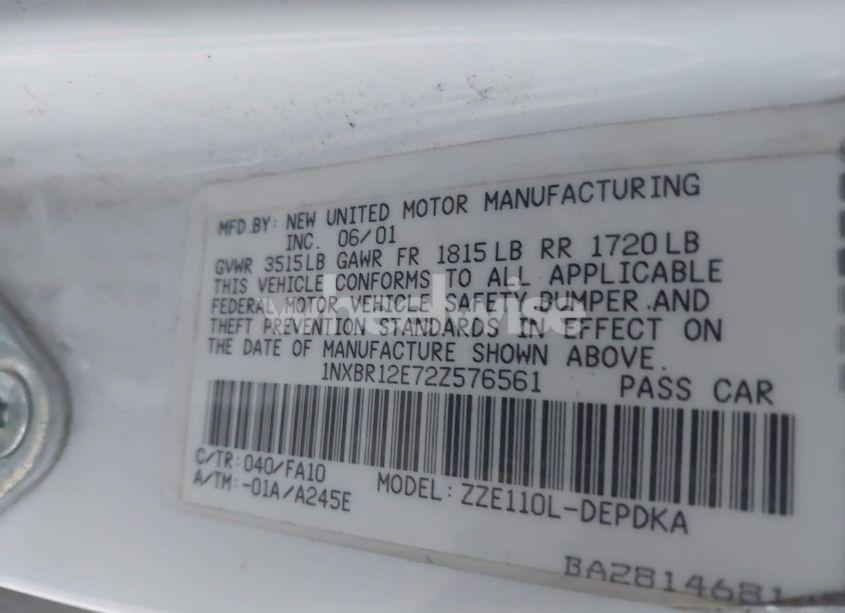 MFD.BY: NEW UNITED MOTOR MANUFACTURING
INC. 06/01
GVWR 3515LB GAWR FR 1815LB RR 1720LB
THIS VEHICLE CONFORMS TO ALL APPLICABLE
FEDERAL MOTOR VEHICLE SAFETY,BUMPER,AND
THEFT PREVENTION STANDARDS IN EFFECT ON
THE DATE OF MANUFACTURE SHOWN ABOVE.
1NXBR12E72Z576561 PASS CAR
C/TR: 040/FA10
A/TM:-01A/A245E MODEL: ZZE110L-DEPDKA
BA2814681
wheelwise